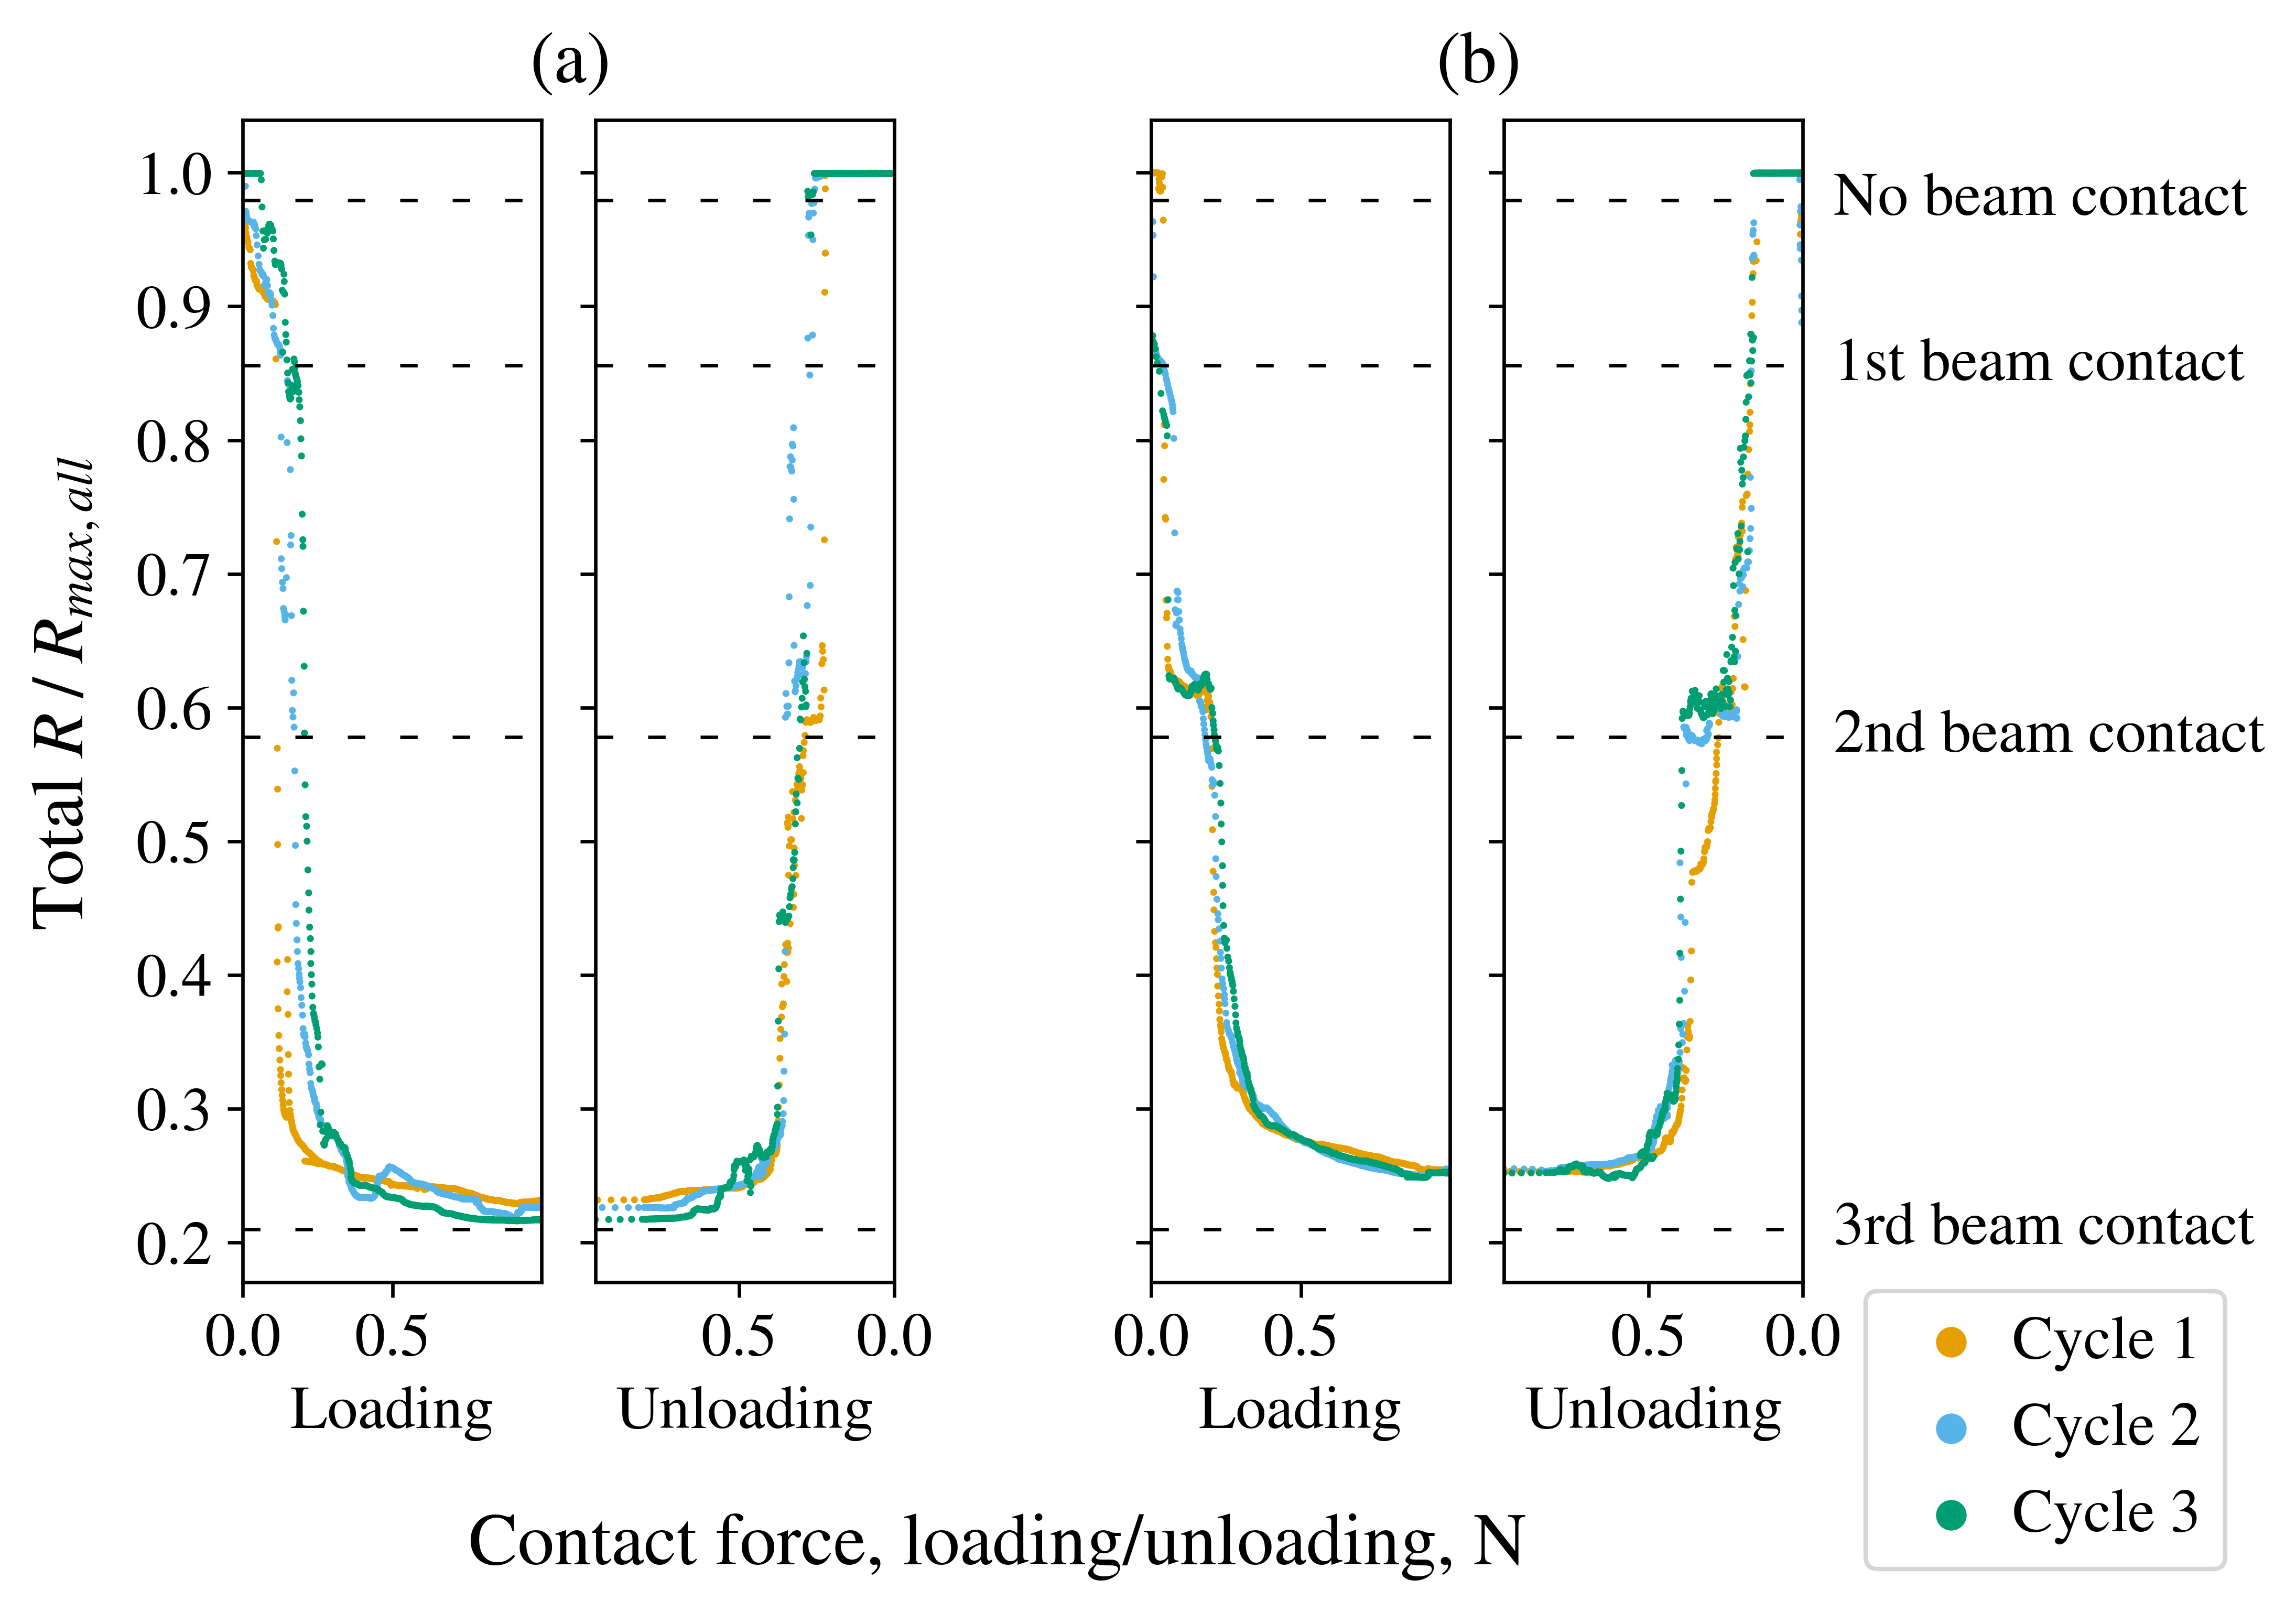 (a)
(b)
Total R / Rmax, all
1.0
0.9
0.8
0.7
0.6
0.5
0.4
0.3
0.2
No beam contact
1st beam contact
2nd beam contact
3rd beam contact
0.0 0.5 0.5 0.0 0.0 0.5 0.5 0.0
Loading Unloading Loading Unloading
Contact force, loading/unloading, N
Cycle 1
Cycle 2
Cycle 3